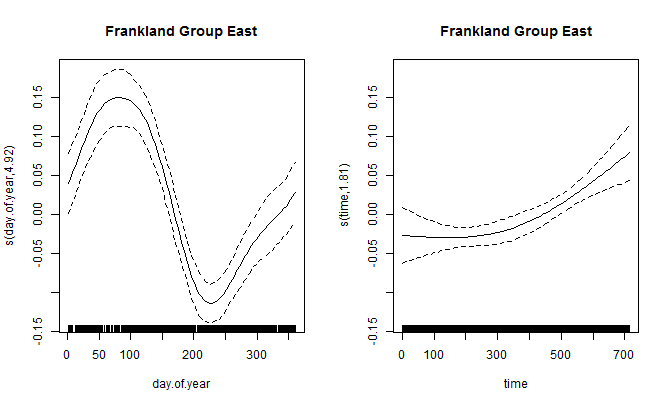 Frankland Group East
s(day.of.year,4.92)
0.15
0.10
0.05
0.00
-0.05
-0.15
0 50 100 200 300
day.of.year
Frankland Group East
s(time,1.81)
0.15
0.10
0.05
0.00
-0.05
-0.15
0 100 300 500 700
time